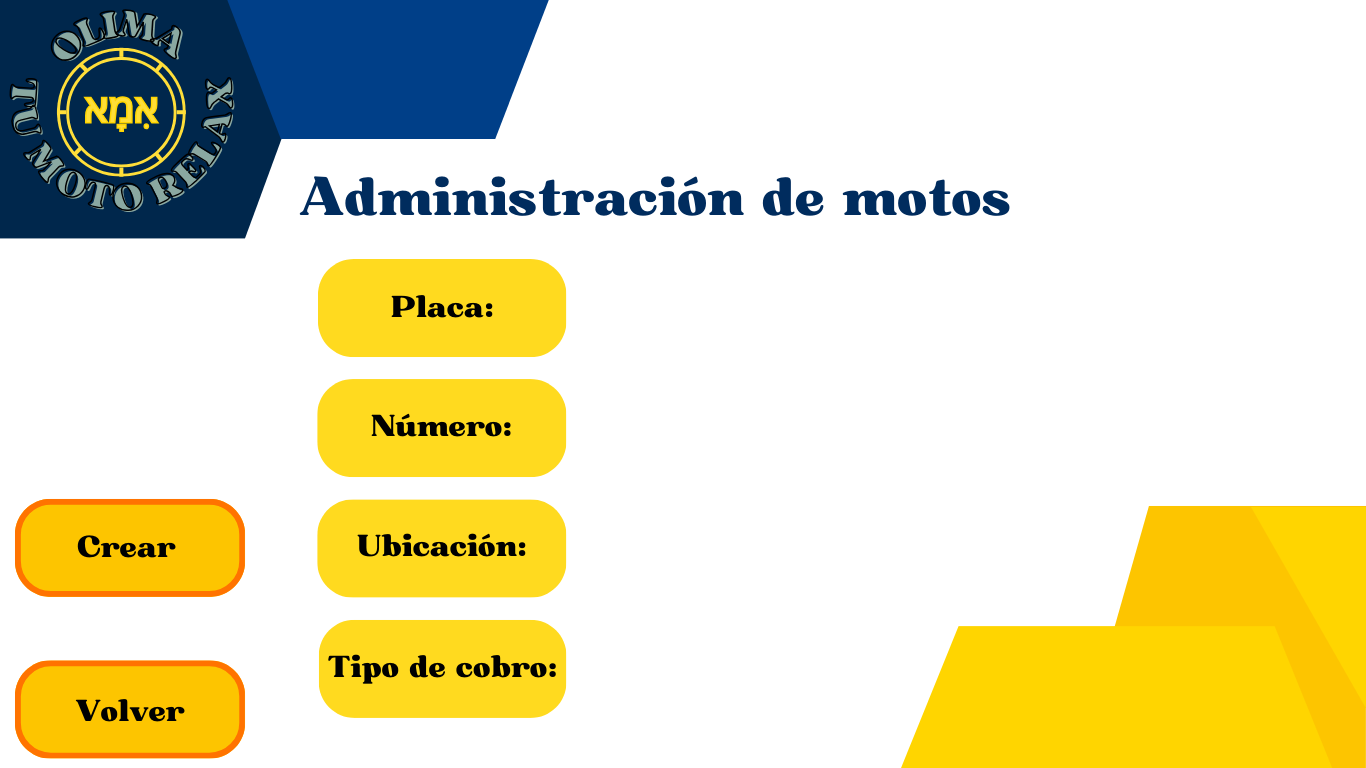 OLIMA
אִמָא
TU MOTO RELAX
Administración de motos
Placa:
Número:
Ubicación:
Tipo de cobro:
Crear
Volver